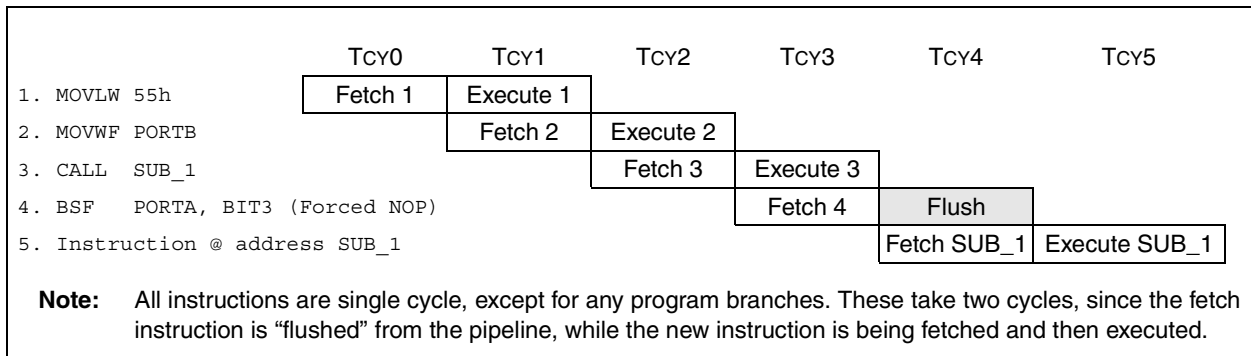 TCY0 TCY1 TCY2 TCY3 TCY4 TCY5
1. MOVLW 55h Fetch 1 Execute 1
2. MOVWF PORTB Fetch 2 Execute 2
3. CALL SUB_1 Fetch 3 Execute 3
4. BSF PORTA, BIT3 (Forced NOP) Fetch 4 Flush
5. Instruction @ address SUB_1 Fetch SUB_1 Execute SUB_1
Note: All instructions are single cycle, except for any program branches. These take two cycles, since the fetch
instruction is “flushed” from the pipeline, while the new instruction is being fetched and then executed.